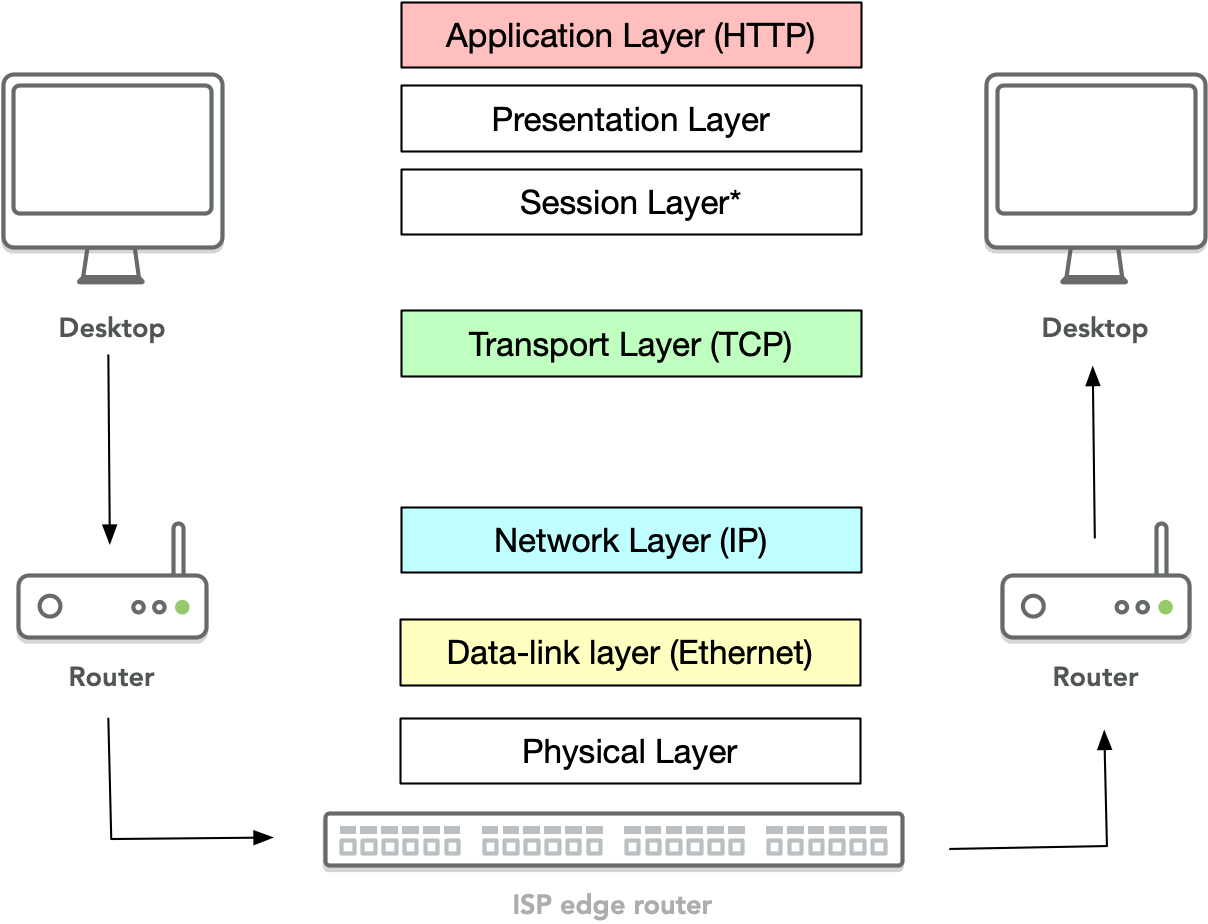 Application Layer (HTTP)
Presentation Layer
Session Layer*
Desktop
Desktop
Transport Layer (TCP)
Network Layer (IP)
Data-link layer (Ethernet)
Router
Router
Physical Layer
ISP edge router